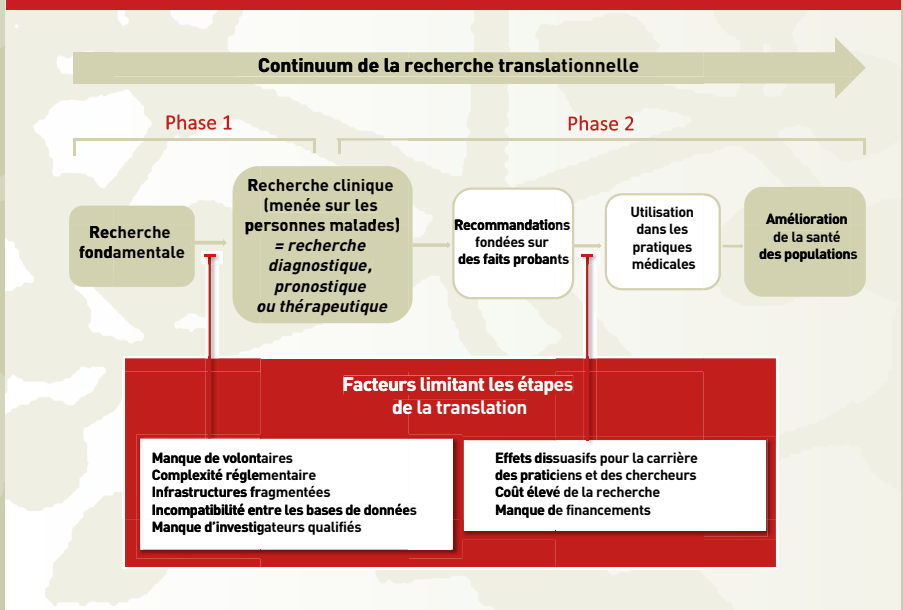 Continuum de la recherche translationnelle
Phase 1
Phase 2
Recherche
fondamentale
Recherche clinique
(menée sur les
personnes malades)
= recherche
diagnostique,
pronostique
ou thérapeutique
Recommandations
fondées sur
des faits probants
Utilisation
dans les
pratiques
médicales
Amélioration
de la santé
des populations
Facteurs limitant les étapes
de la translation
Manque de volontaires
Complexité réglementaire
Infrastructures fragmentées
Incompatibilité entre les bases de données
Manque d'investigateurs qualifiés
Effets dissuasifs pour la carrière
des praticiens et des chercheurs
Coût élevé de la recherche
Manque de financements